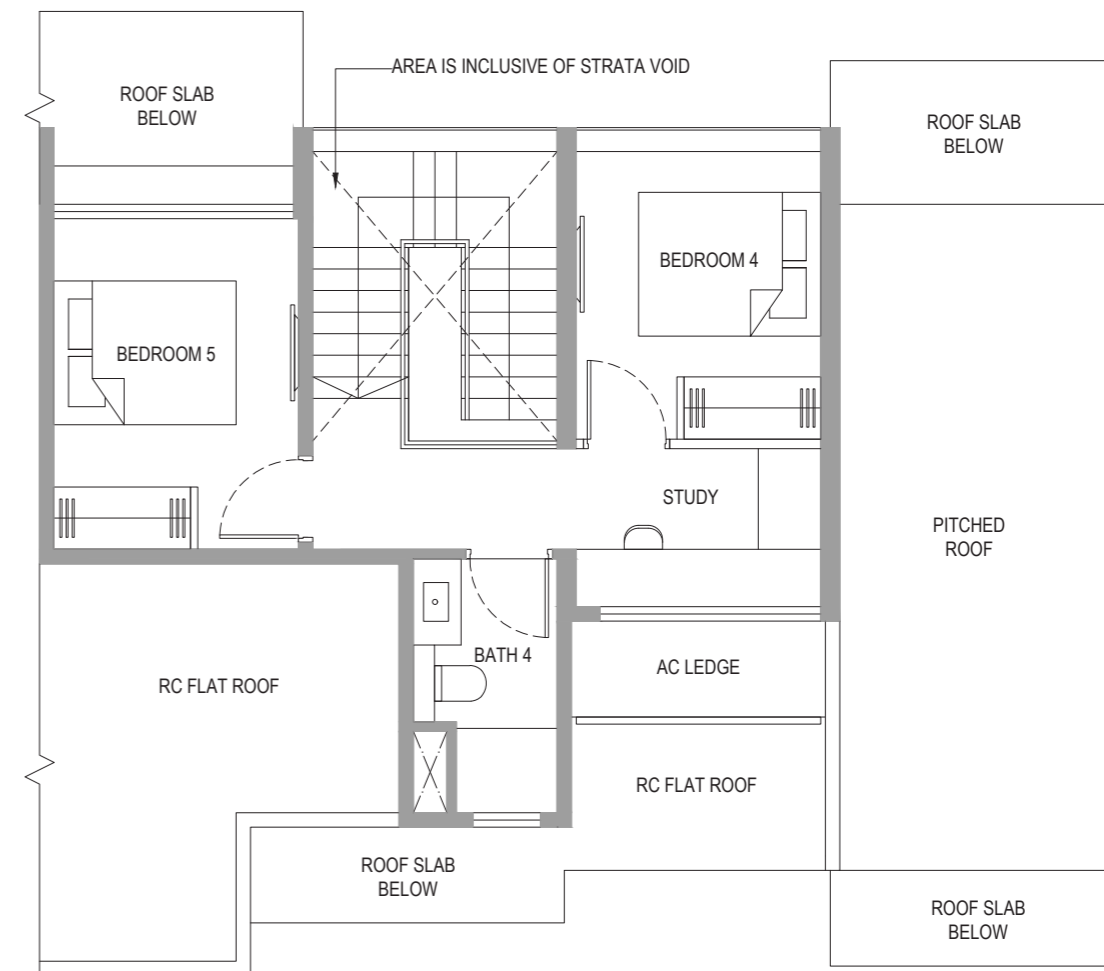 AREA IS INCLUSIVE OF STRATA VOID
ROOF SLAB
BELOW
ROOF SLAB
BELOW
BEDROOM 4
BEDROOM 5
STUDY
PITCHED
ROOF
BATH 4
AC LEDGE
RC FLAT ROOF
RC FLAT ROOF
ROOF SLAB
BELOW
ROOF SLAB
BELOW